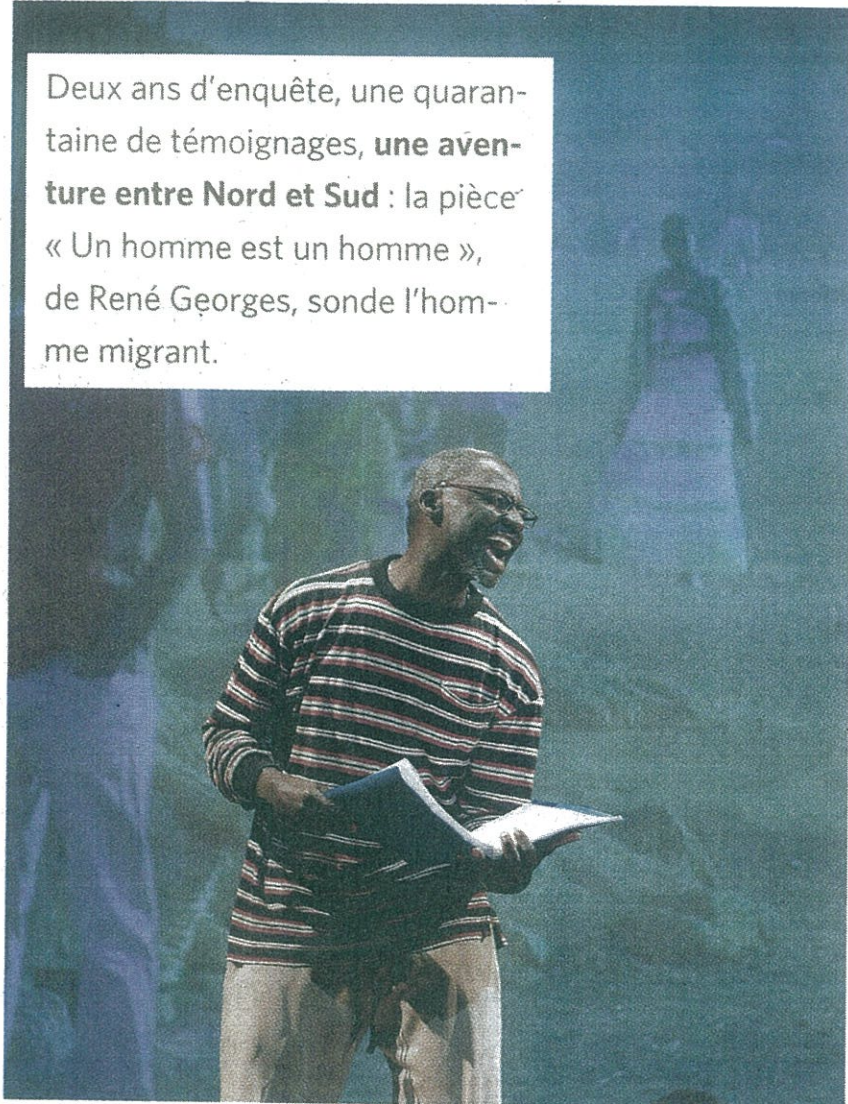 Deux ans d'enquête, une quaran-
taine de témoignages, une aven-
ture entre Nord et Sud : la pièce
« Un homme est un homme »,
de René Georges, sonde l'hom-
me migrant.